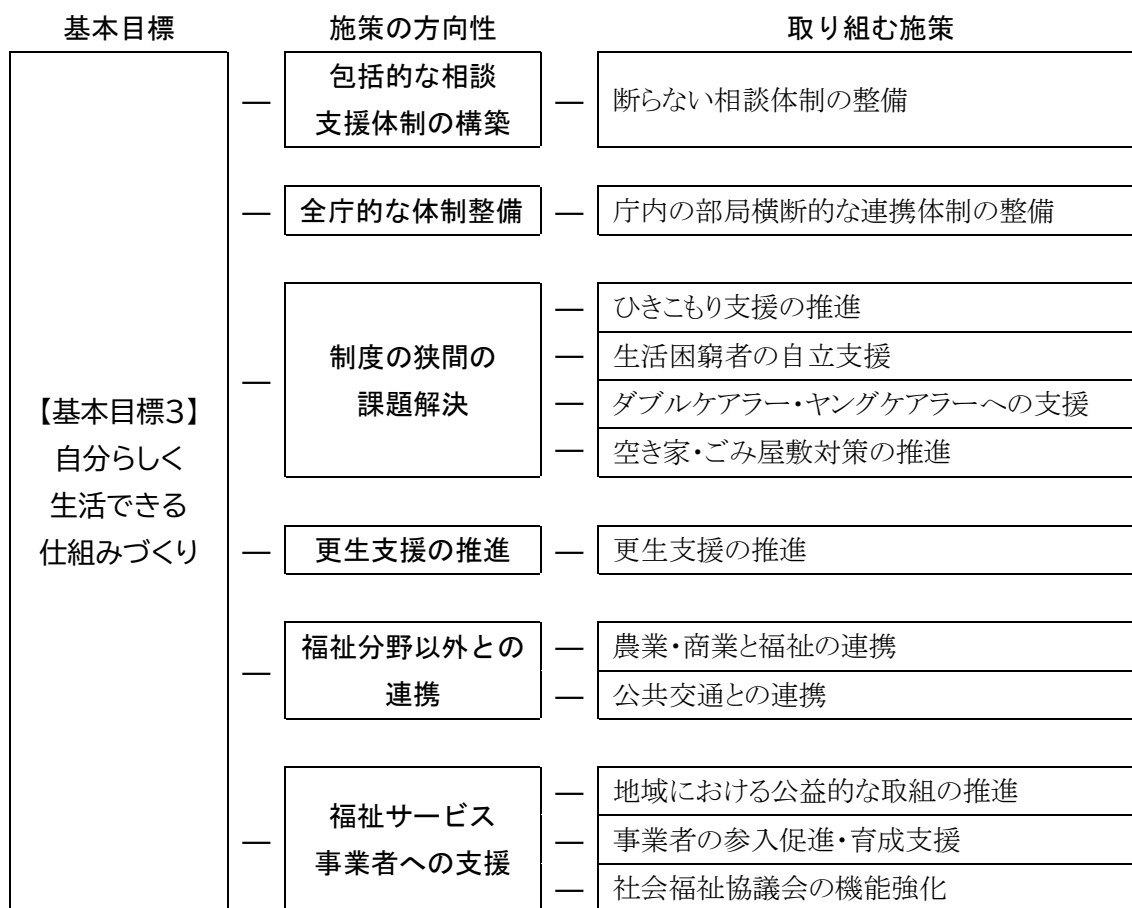 基本目標 施策の方向性 取り組む施策
包括的な相談
支援体制の構築
断らない相談体制の整備
全庁的な体制整備
庁内の部局横断的な連携体制の整備
【基本目標3】
自分らしく
生活できる
仕組みづくり
制度の狭間の
課題解決
ひきこもり支援の推進
生活困窮者の自立支援
ダブルケアラー・ヤングケアラーへの支援
空き家・ごみ屋敷対策の推進
更生支援の推進
更生支援の推進
福祉分野以外との
連携
農業・商業と福祉の連携
公共交通との連携
福祉サービス
事業者への支援
地域における公益的な取組の推進
事業者の参入促進・育成支援
社会福祉協議会の機能強化